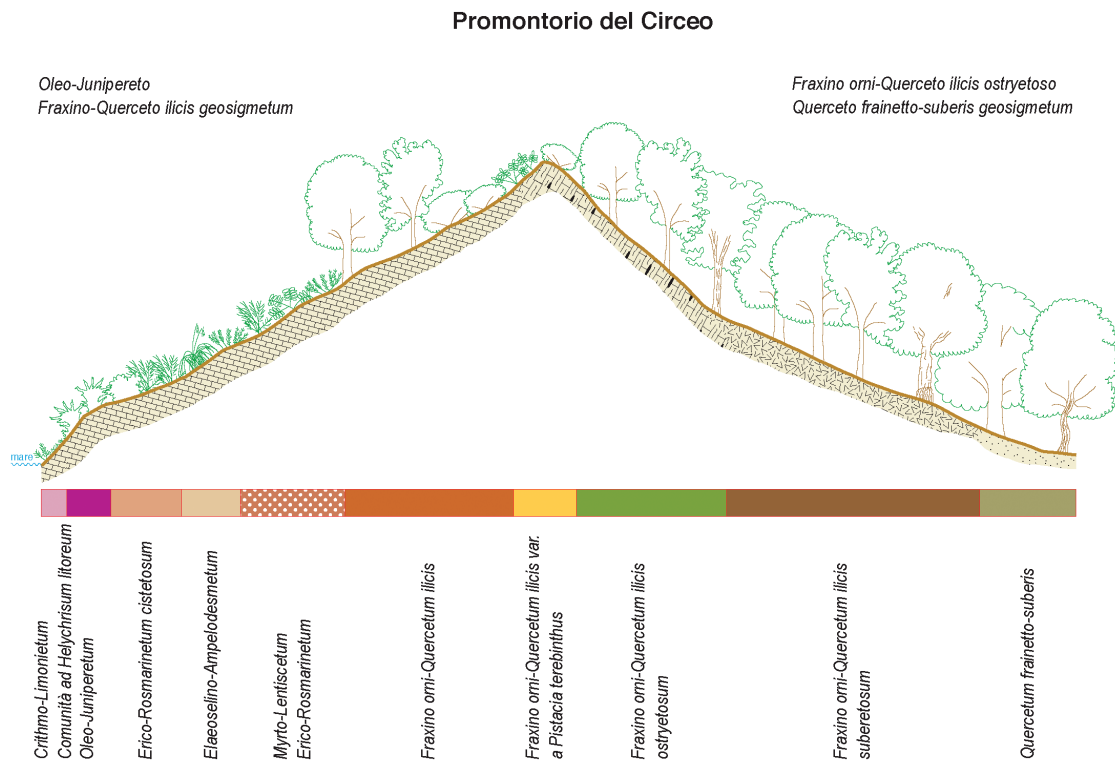 Promontorio del Circeo
Oleo-Junipereto
Fraxino-Querceto ilicis geosigmetum
Fraxino orni-Querceto ilicis ostryetoso
Querceto frainetto-suberis geosigmetum
mare
Crithmo-Limonietum
Comunità ad Helychrisum litoreum
Oleo-Juniperetum
Erico-Rosmarinetum cistetosum
Elaeoselino-Ampelodesmetum
Myrto-Lentiscetum
Erico-Rosmarinetum
Fraxino orni-Quercetum ilicis
Fraxino orni-Quercetum ilicis var.
a Pistacia terebinthus
Fraxino orni-Quercetum ilicis
ostryetosum
Fraxino orni-Quercetum ilicis
suberetosum
Quercetum frainetto-suberis